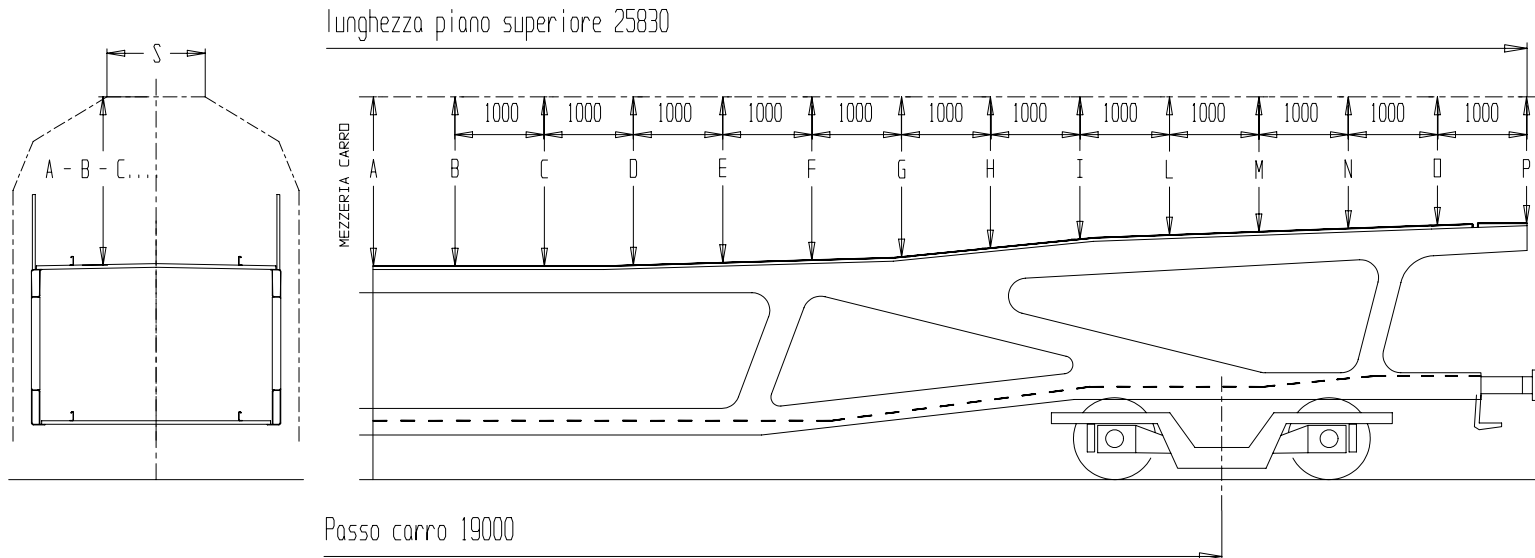 lunghezza piano superiore 25830
S
1000 1000 1000 1000 1000 1000 1000 1000 1000 1000 1000 1000
MEZZERIA CARRO
A - B - C....
A B C D E F G H I L M N O P
Passo carro 19000